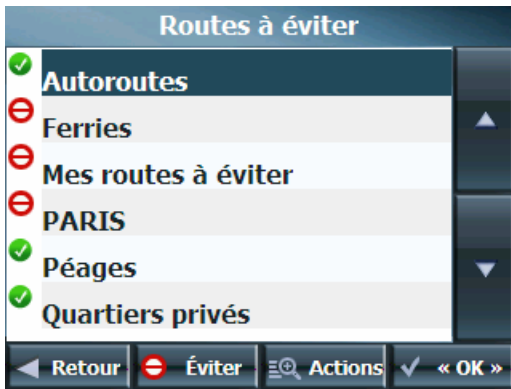 Routes à éviter
Autoroutes
Ferries
Mes routes à éviter
PARIS
Péages
Quartiers privés
Retour Éviter Actions « OK »